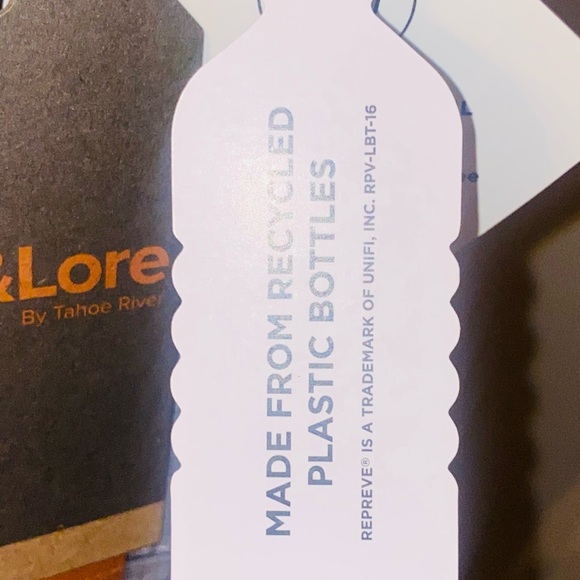 &Lore
By Tahoe River
MADE FROM RECYCLED
PLASTIC BOTTLES
REPREVE® IS A TRADEMARK OF UNIFI, INC. RPV-LBT-16